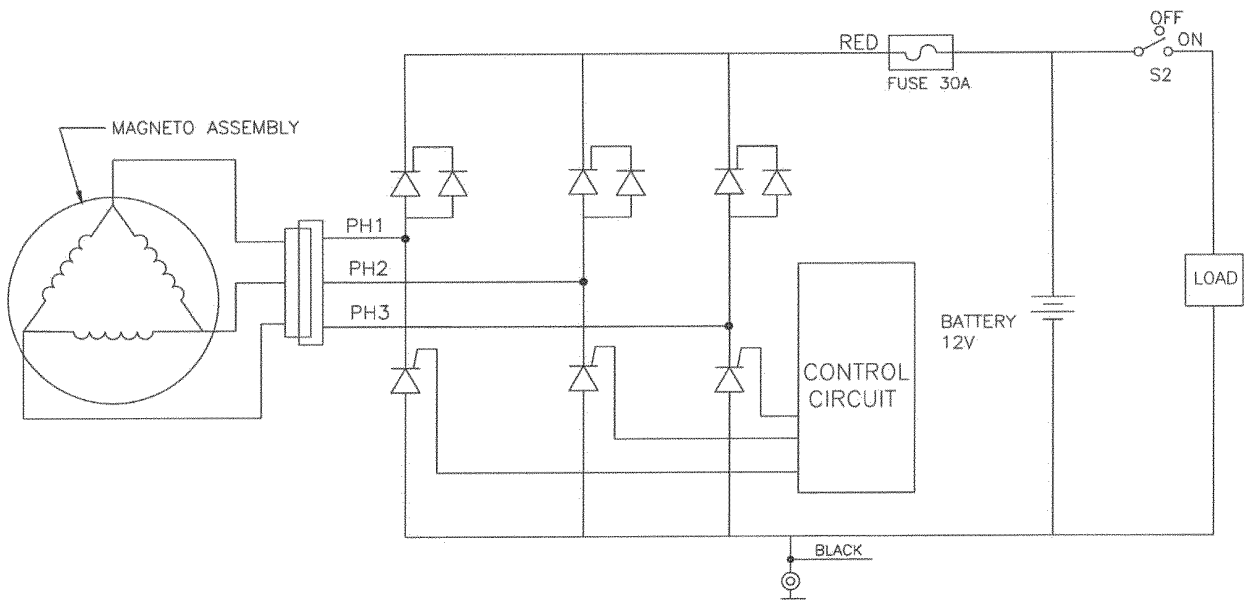 OFF
RED
ON
FUSE 30A
S2
MAGNETO ASSEMBLY
PH1
PH2
PH3
LOAD
BATTERY
12V
CONTROL
CIRCUIT
BLACK